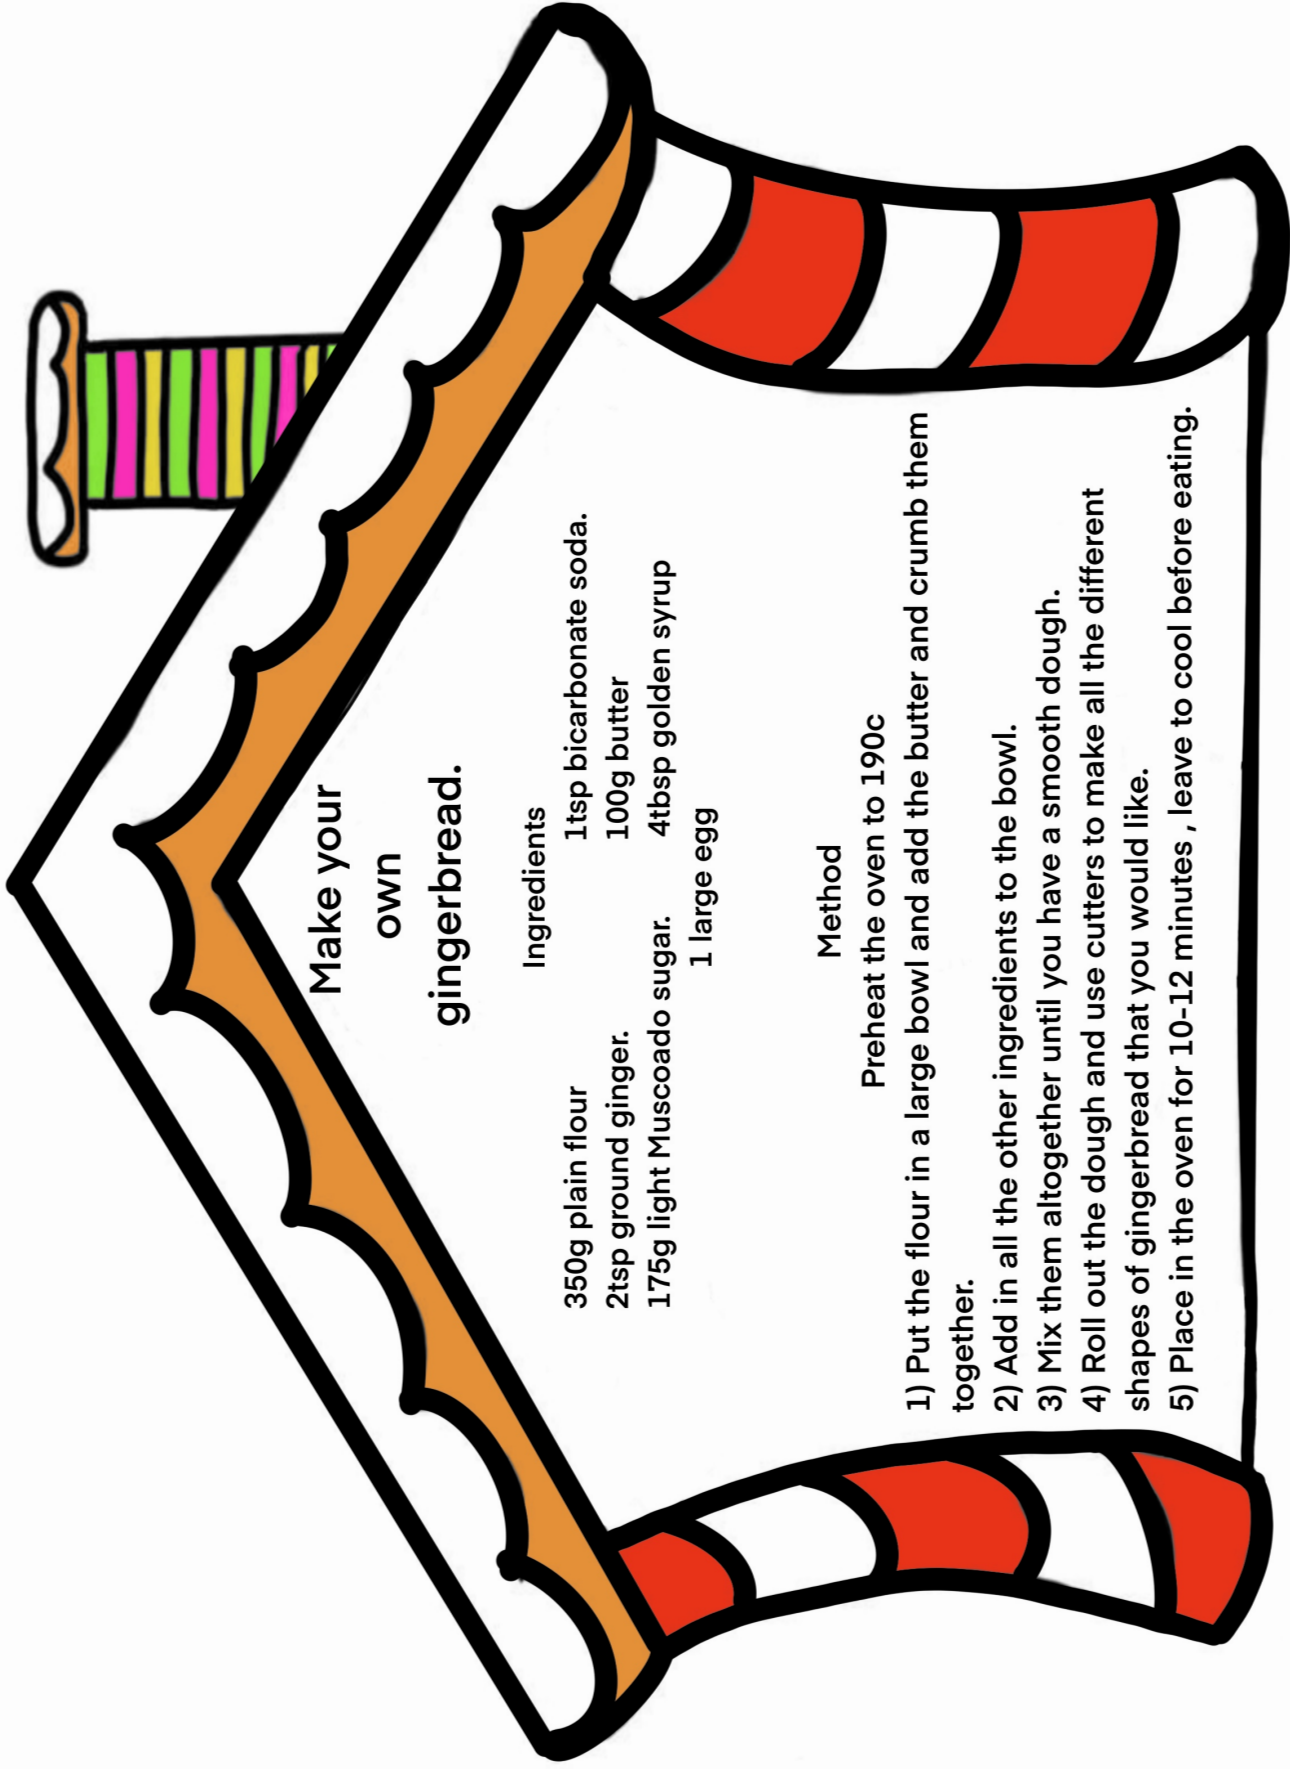 Make your
own
gingerbread.
Ingredients
350g plain flour 1tsp bicarbonate soda.
2tsp ground ginger. 100g butter
175g light Muscoado sugar. 4tbsp golden syrup
1 large egg
Method
Preheat the oven to 190c
1) Put the flour in a large bowl and add the butter and crumb them
together.
2) Add in all the other ingredients to the bowl.
3) Mix them altogether until you have a smooth dough.
4) Roll out the dough and use cutters to make all the different
shapes of gingerbread that you would like.
5) Place in the oven for 10-12 minutes , leave to cool before eating.